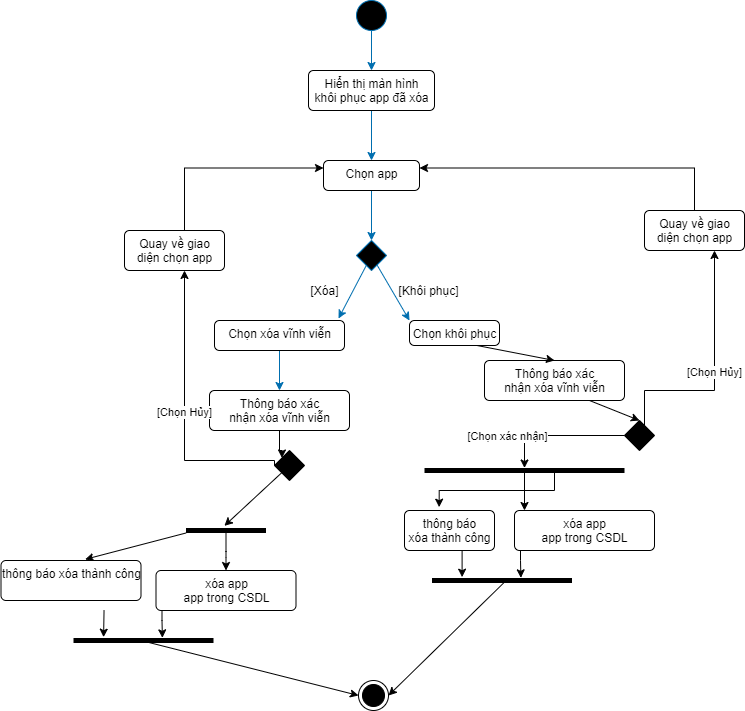 Hiển thị màn hình
khôi phục app đã xóa
Chọn app
Quay về giao
diện chọn app
Quay về giao
diện chọn app
[Xóa]
[Khôi phục]
Chọn xóa vĩnh viễn
Chọn khôi phục
Thông báo xác
nhận xóa vĩnh viễn
Thông báo xác
nhận xóa vĩnh viễn
[Chọn Hủy]
[Chọn Hủy]
[Chọn xác nhận]
thông báo
xóa thành công
xóa app
app trong CSDL
thông báo xóa thành công
xóa app
app trong CSDL